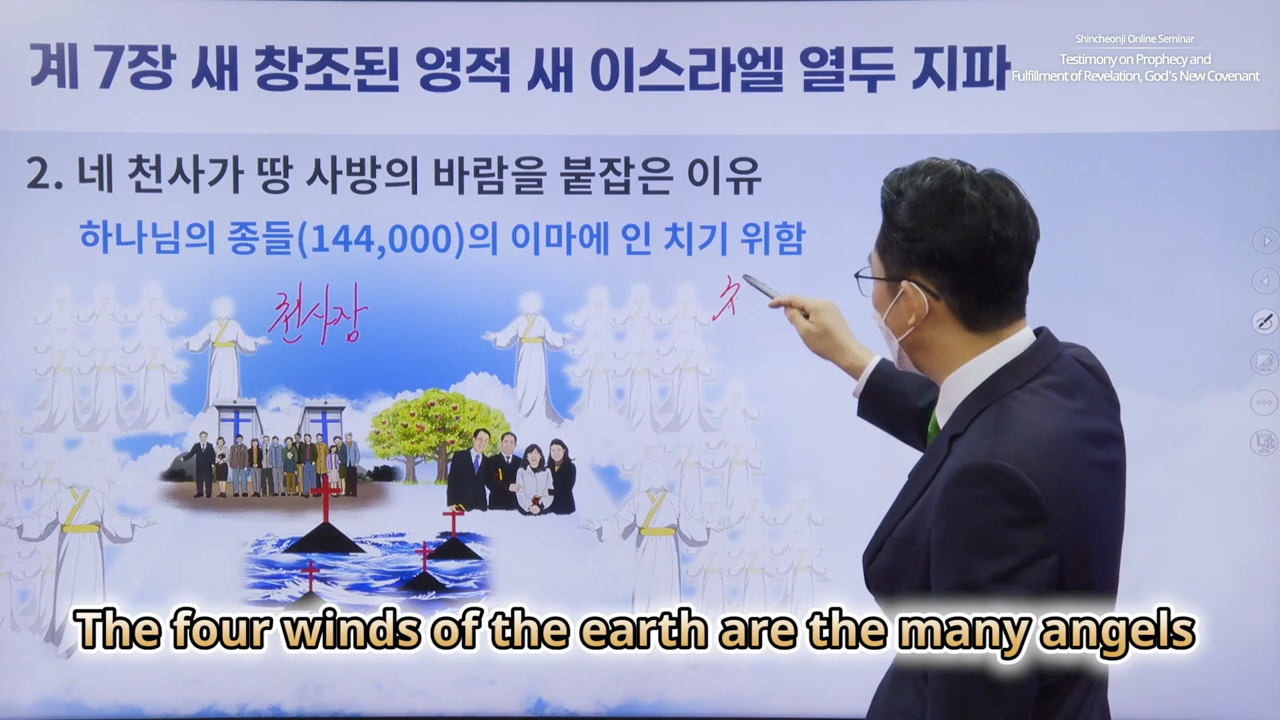 계 7장 새 창조된 영적 새 이스라엘 열두 지파
Shincheonji Online Seminar
Testimony on Prophecy and
Fulfillment of Revelation, God's New Covenant
2. 네 천사가 땅 사방의 바람을 붙잡은 이유
하나님의 종들(144,000)의 이마에 인 치기 위함
천사장
The four winds of the earth are the many angels